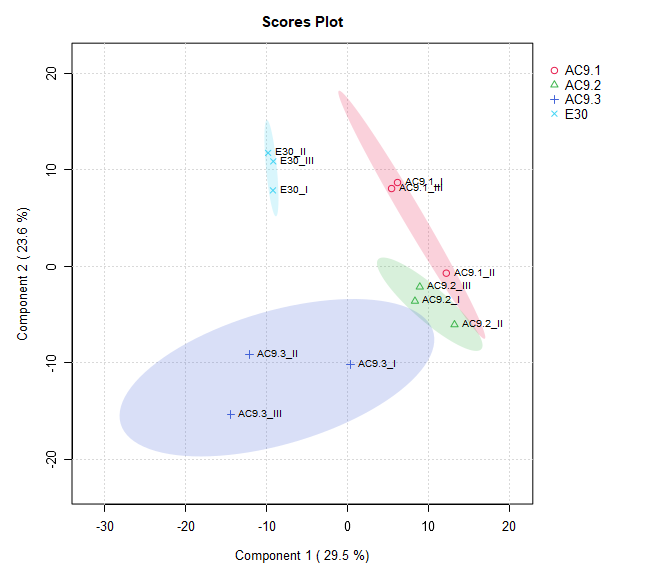 Scores Plot
AC9.1
AC9.2
AC9.3
E30
20
10
0
-10
-20
Component 2 ( 23.6 %)
E30_II
E30_III
E30_I
AC9.1_I
AC9.1_III
AC9.1_II
AC9.2_III
AC9.2_I
AC9.2_II
AC9.3_II
AC9.3_I
AC9.3_III
-30
-20
-10
0
10
20
Component 1 ( 29.5 %)